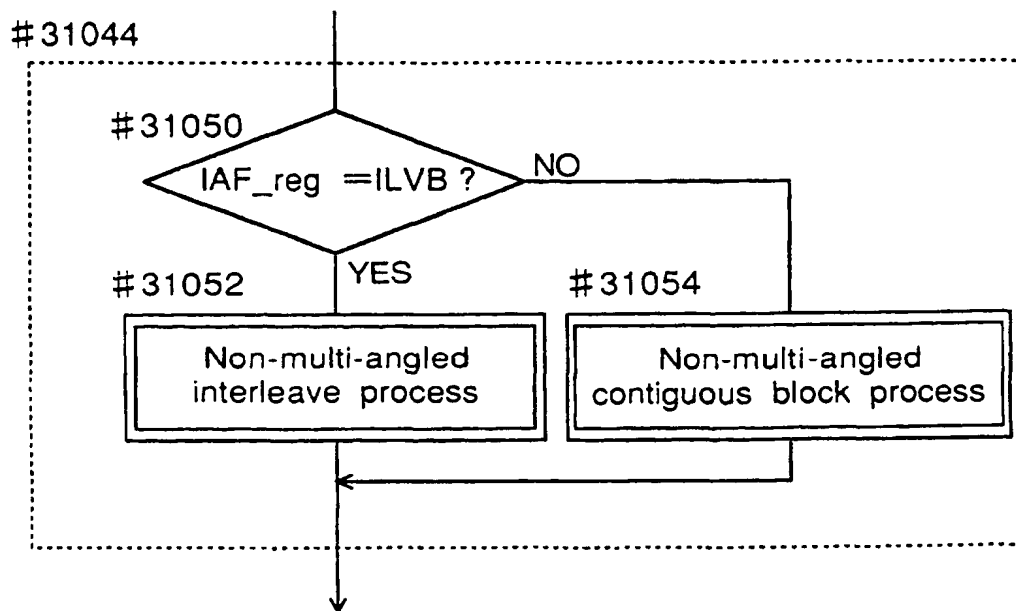 #31044
#31050
IAF_reg =ILVB ?
NO
YES
#31052
#31054
Non-multi-angled
interleave process
Non-multi-angled
contiguous block process